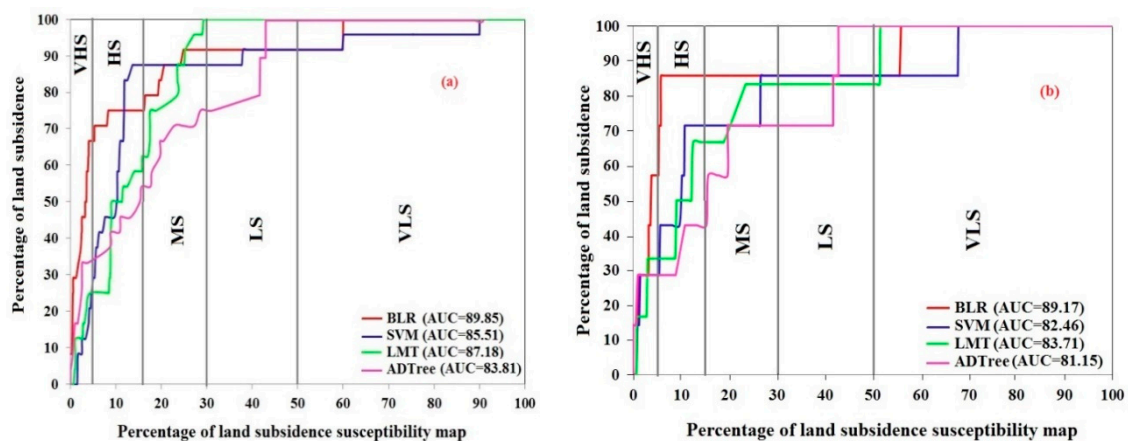 (a)
Percentage of land subsidence
100
90
80
70
60
50
40
30
20
10
0
VHS
HS
MS
LS
VLS
BLR (AUC=89.85)
SVM (AUC=85.51)
LMT (AUC=87.18)
ADTree (AUC=83.81)
0 10 20 30 40 50 60 70 80 90 100
Percentage of land subsidence susceptibility map
(b)
Percentage of land subsidence
100
90
80
70
60
50
40
30
20
10
0
VHS
HS
MS
LS
VLS
BLR (AUC=89.17)
SVM (AUC=82.46)
LMT (AUC=83.71)
ADTree (AUC=81.15)
0 10 20 30 40 50 60 70 80 90 100
Percentage of land subsidence susceptibility map